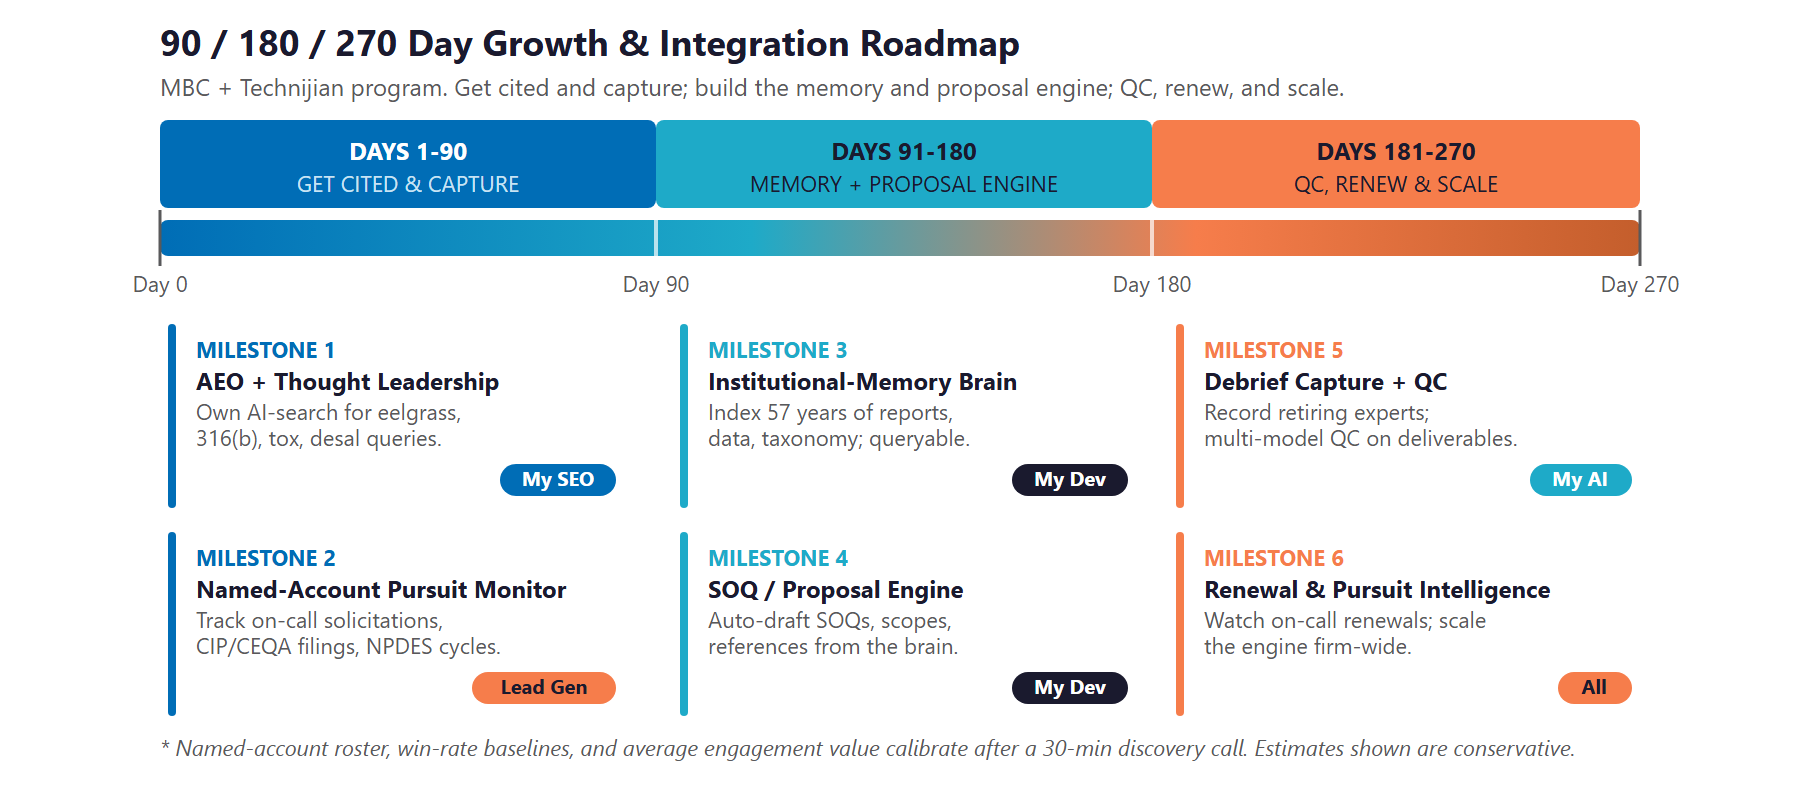 90 / 180 / 270 Day Growth & Integration Roadmap
MBC + Technijian program. Get cited and capture; build the memory and proposal engine; QC, renew, and scale.
DAYS 1-90
GET CITED & CAPTURE
DAYS 91-180
MEMORY + PROPOSAL ENGINE
DAYS 181-270
QC, RENEW & SCALE
Day 0
Day 90
Day 180
Day 270
MILESTONE 1
AEO + Thought Leadership
Own AI-search for eelgrass,
316(b), tox, desal queries.
My SEO
MILESTONE 3
Institutional-Memory Brain
Index 57 years of reports,
data, taxonomy; queryable.
My Dev
MILESTONE 5
Debrief Capture + QC
Record retiring experts;
multi-model QC on deliverables.
My AI
MILESTONE 2
Named-Account Pursuit Monitor
Track on-call solicitations,
CIP/CEQA filings, NPDES cycles.
Lead Gen
MILESTONE 4
SOQ / Proposal Engine
Auto-draft SOQs, scopes,
references from the brain.
My Dev
MILESTONE 6
Renewal & Pursuit Intelligence
Watch on-call renewals; scale
the engine firm-wide.
All
* Named-account roster, win-rate baselines, and average engagement value calibrate after a 30-min discovery call. Estimates shown are conservative.